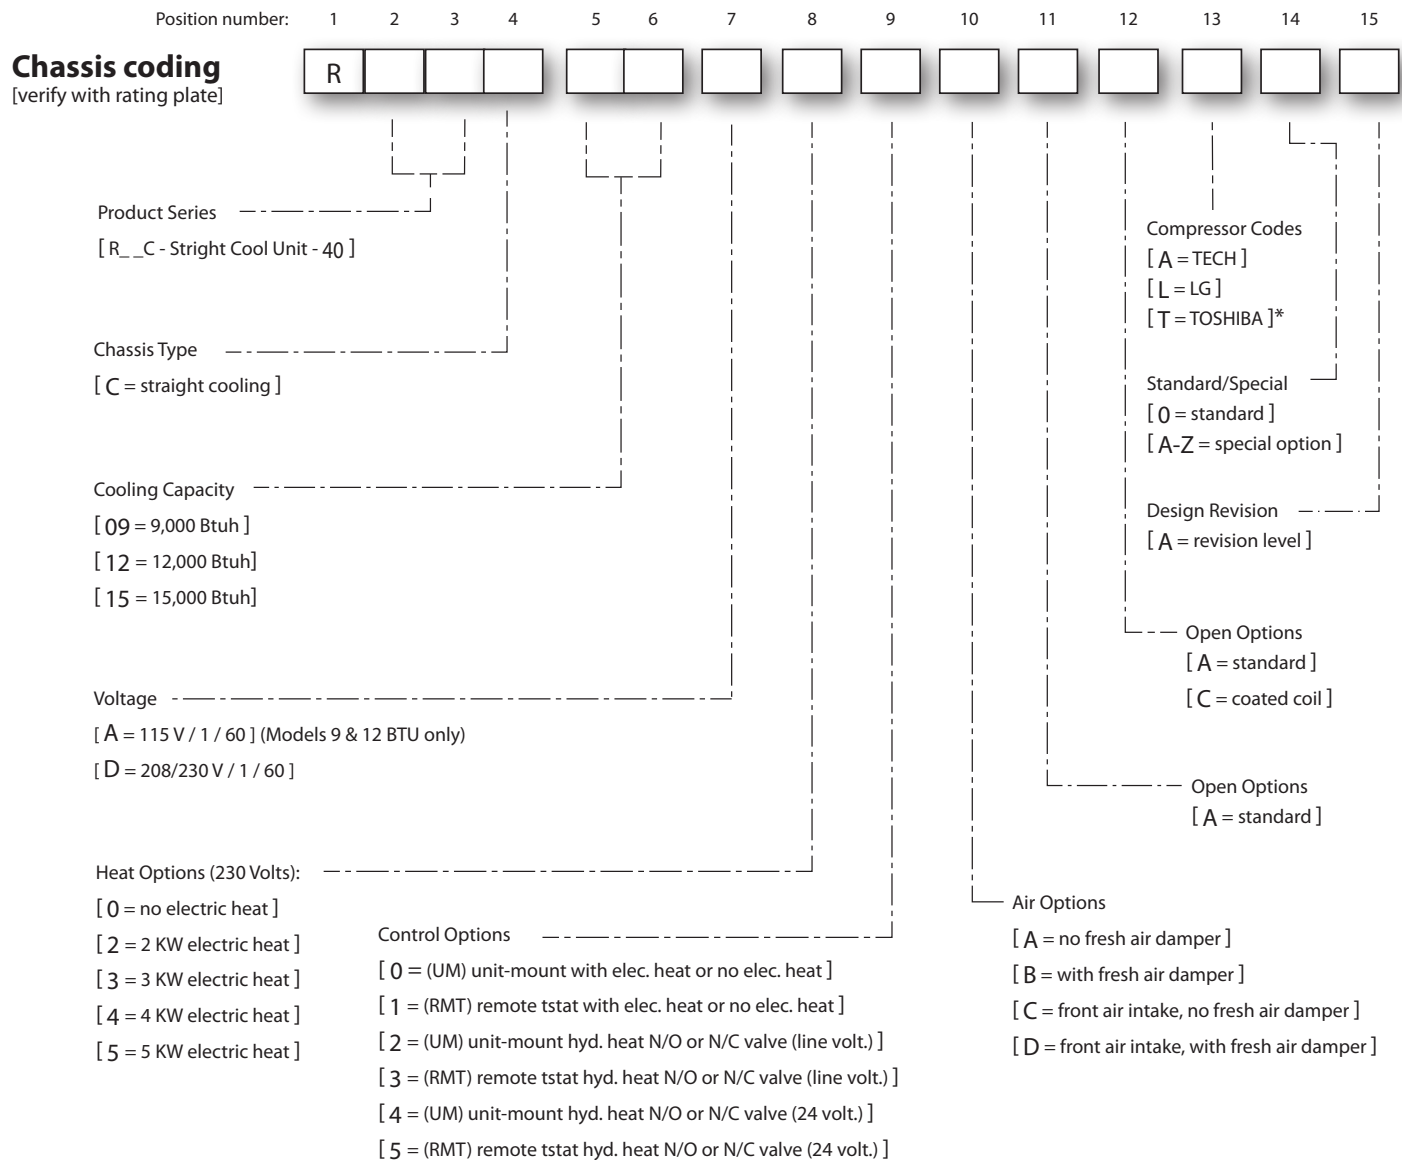 Position number: 1 2 3 4 5 6 7 8 9 10 11 12 13 14 15
Chassis coding
[verify with rating plate]
R
Product Series
[ R_ _C - Stright Cool Unit - 40 ]
Chassis Type
[ C = straight cooling ]
Cooling Capacity
[ 09 = 9,000 Btuh ]
[ 12 = 12,000 Btuh]
[ 15 = 15,000 Btuh]
Voltage
[ A = 115 V / 1 / 60 ] (Models 9 & 12 BTU only)
[ D = 208/230 V / 1 / 60 ]
Heat Options (230 Volts):
[ 0 = no electric heat ]
[ 2 = 2 KW electric heat ]
[ 3 = 3 KW electric heat ]
[ 4 = 4 KW electric heat ]
[ 5 = 5 KW electric heat ]
Control Options
[ 0 = (UM) unit-mount with elec. heat or no elec. heat ]
[ 1 = (RMT) remote tstat with elec. heat or no elec. heat ]
[ 2 = (UM) unit-mount hyd. heat N/O or N/C valve (line volt.) ]
[ 3 = (RMT) remote tstat hyd. heat N/O or N/C valve (line volt.) ]
[ 4 = (UM) unit-mount hyd. heat N/O or N/C valve (24 volt.) ]
[ 5 = (RMT) remote tstat hyd. heat N/O or N/C valve (24 volt.) ]
Compressor Codes
[ A = TECH ]
[ L = LG ]
[ T = TOSHIBA ]*
Standard/Special
[ 0 = standard ]
[ A-Z = special option ]
Design Revision
[ A = revision level ]
Open Options
[ A = standard ]
[ C = coated coil ]
Open Options
[ A = standard ]
Air Options
[ A = no fresh air damper ]
[ B = with fresh air damper ]
[ C = front air intake, no fresh air damper ]
[ D = front air intake, with fresh air damper ]